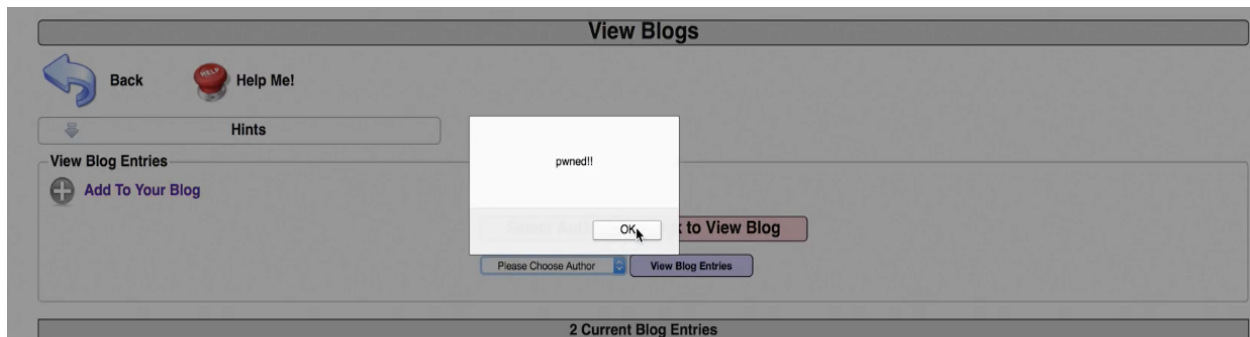 View Blogs
Back
HELP
Help Me!
Hints
View Blog Entries
Add To Your Blog
pwned!!
OK
to View Blog
Please Choose Author
View Blog Entries
2 Current Blog Entries